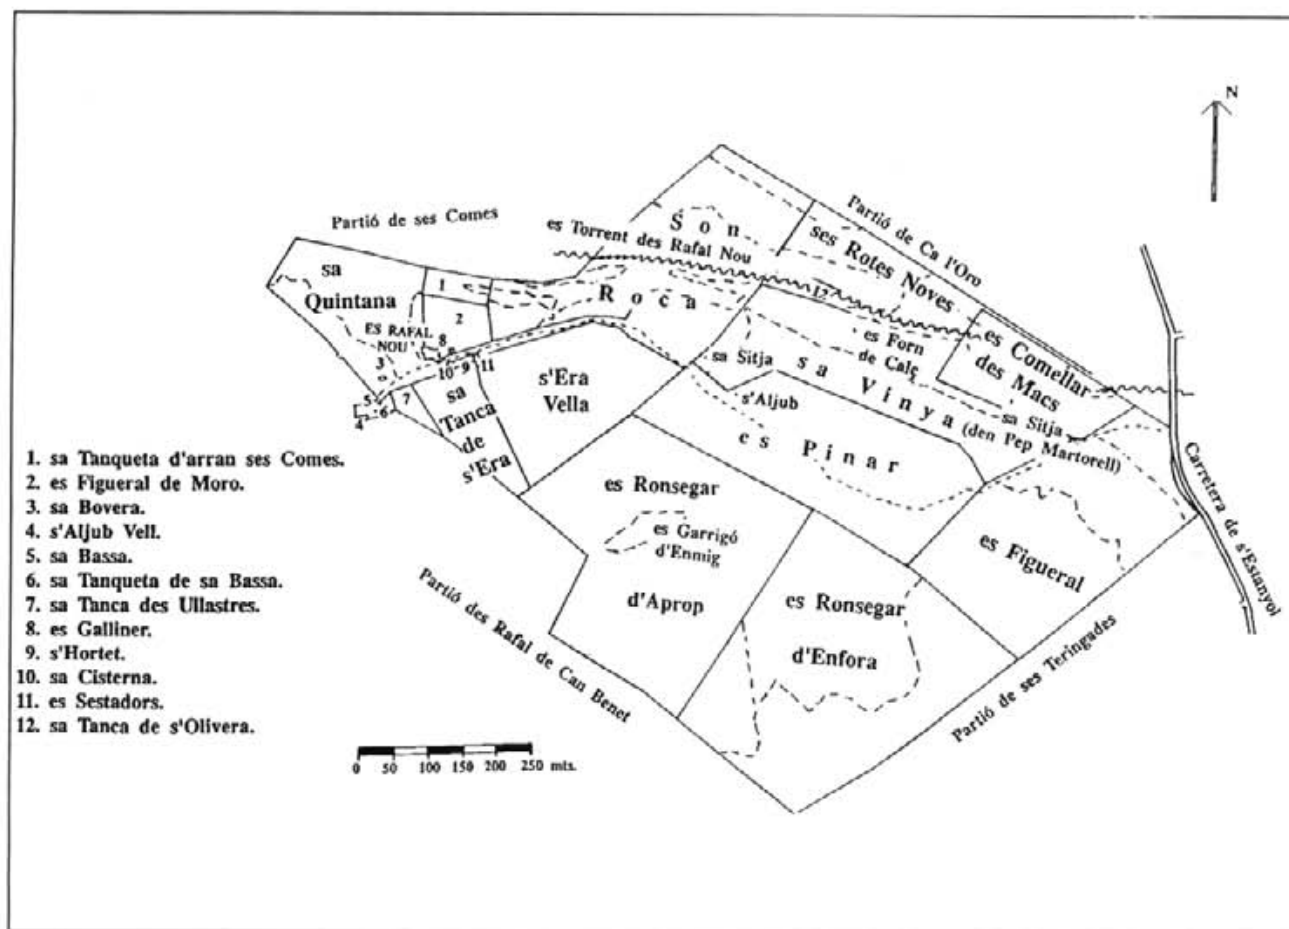 N
Partió de ses Comes
Partió de Ca l'Oro
es Torrent des Rafal Nou
Son
Roca
ses Rotes Noves
sa
Quintana
1
2
ES RAFAL
NOU
8
3
10
9
11
5
6
4
7
12
es Forn
de Calç
es Comellar
des Macs
sa Sitja
sa Vinya (den Pep Martorell)
sa Sitja
s'Aljub
es Pinar
s'Era
Vella
sa
Tanca
de
s'Era
es Ronsegar
es Garrigó
d'Enmig
d'Aprop
es Ronsegar
d'Enfora
es Figueral
Carretera de s'Estanyol
Partió des Rafal de Can Benet
Partió de ses Teringades
1. sa Tanqueta d'arran ses Comes.
2. es Figueral de Moro.
3. sa Bovera.
4. s'Aljub Vell.
5. sa Bassa.
6. sa Tanqueta de sa Bassa.
7. sa Tanca des Ullastres.
8. es Galliner.
9. s'Hortet.
10. sa Cisterna.
11. es Sestadors.
12. sa Tanca de s'Olivera.
0 50 100 150 200 250 mts.